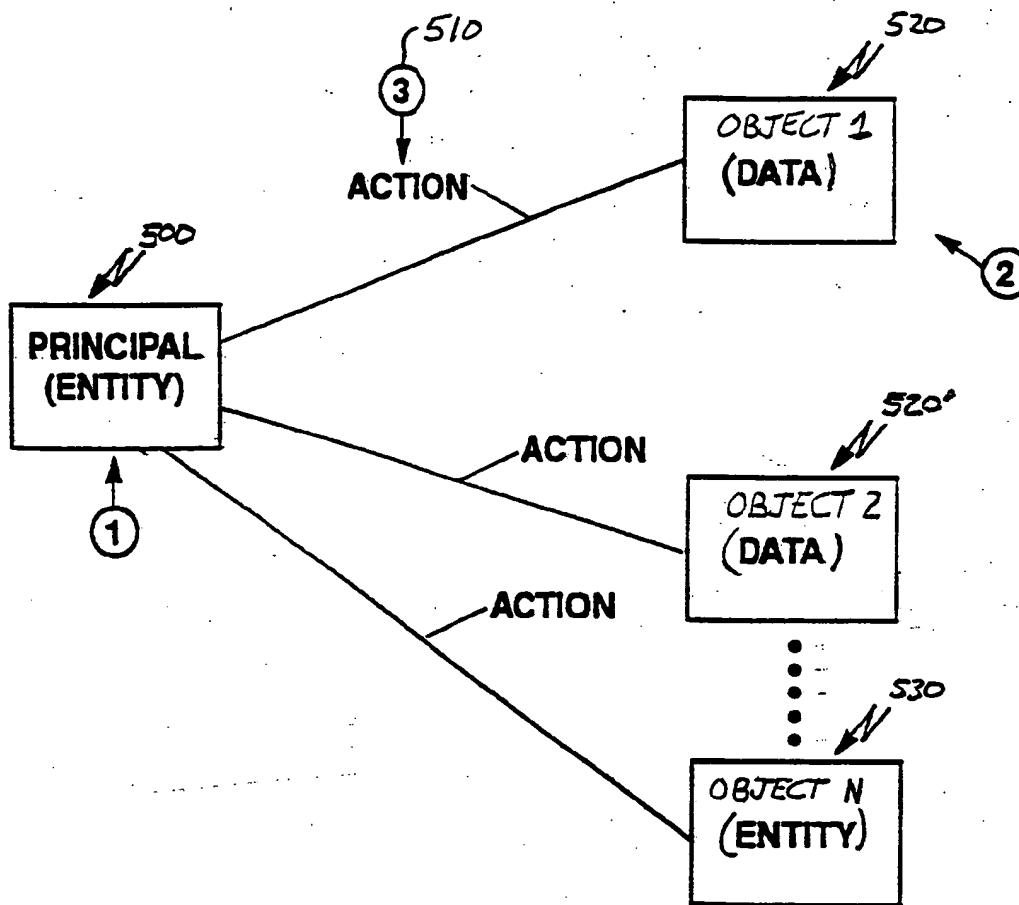 510
520
3
OBJECT 1
(DATA)
ACTION
500
2
PRINCIPAL
(ENTITY)
520'
ACTION
OBJECT 2
(DATA)
1
ACTION
530
OBJECT N
(ENTITY)